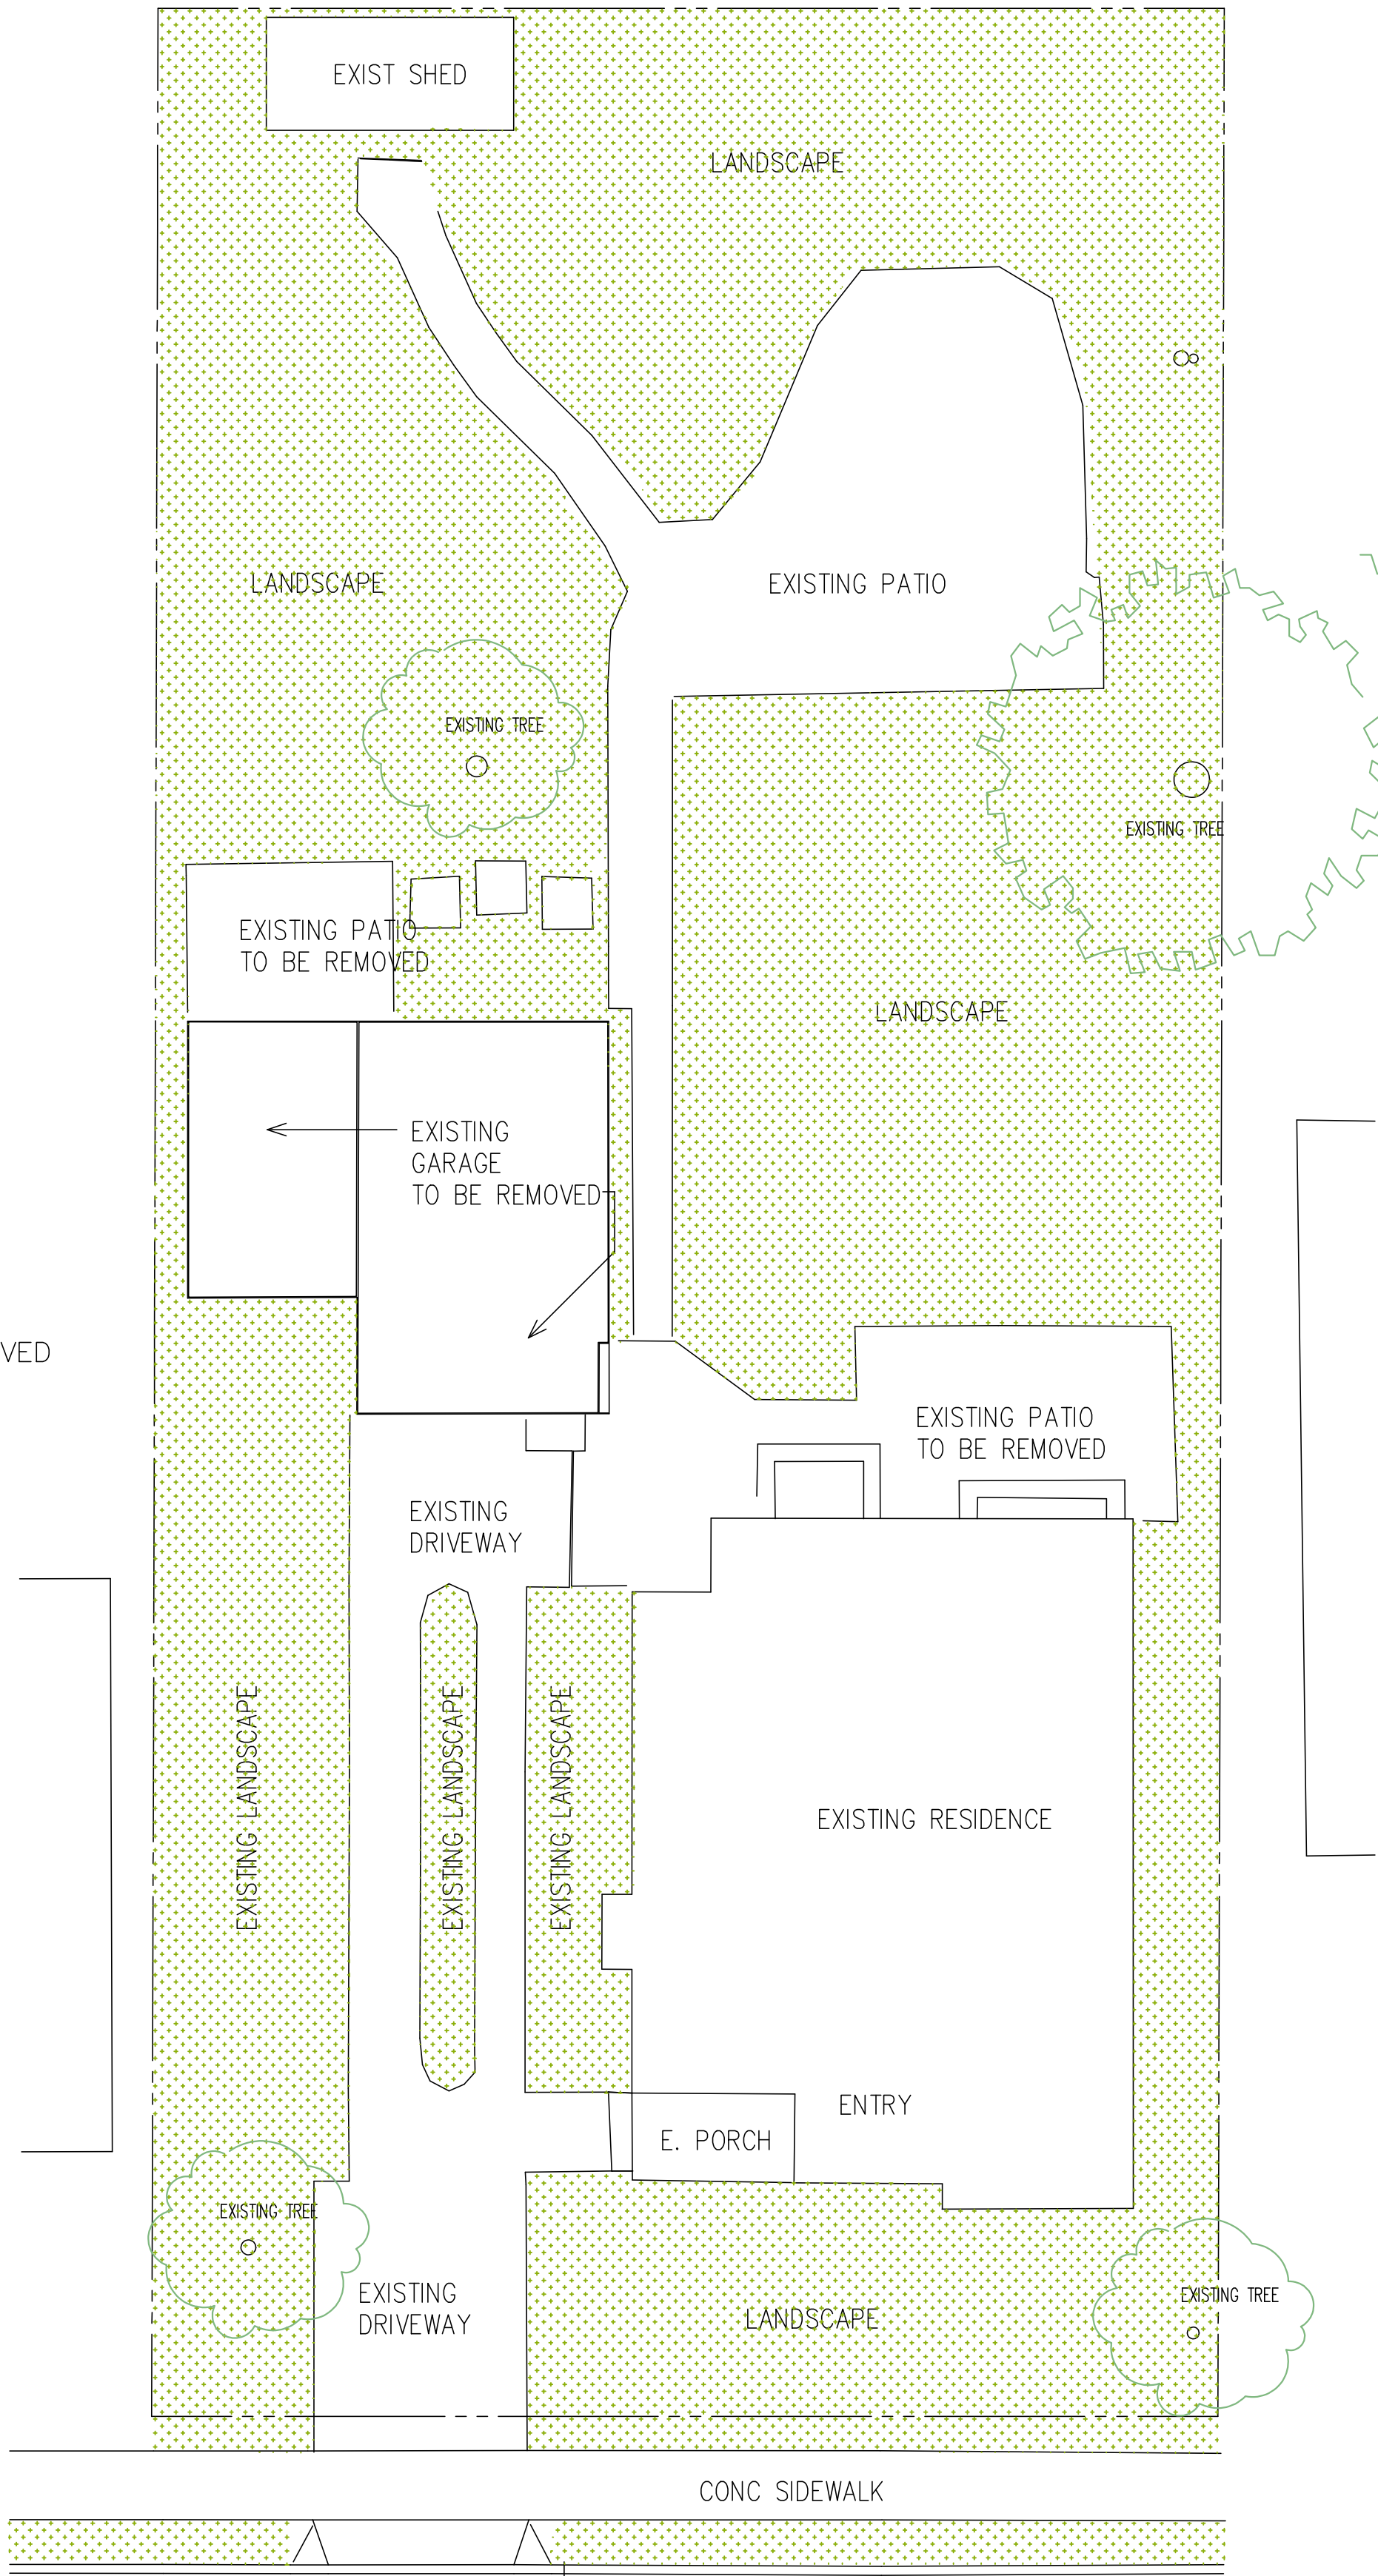 EXIST SHED
LANDSCAPE
LANDSCAPE
EXISTING PATIO
EXISTING TREE
EXISTING TREE
EXISTING PATIO
TO BE REMOVED
LANDSCAPE
EXISTING
GARAGE
TO BE REMOVED
VED
EXISTING PATIO
TO BE REMOVED
EXISTING
DRIVEWAY
EXISTING LANDSCAPE
EXISTING LANDSCAPE
EXISTING LANDSCAPE
EXISTING RESIDENCE
ENTRY
E. PORCH
EXISTING TREE
EXISTING
DRIVEWAY
LANDSCAPE
EXISTING TREE
CONC SIDEWALK